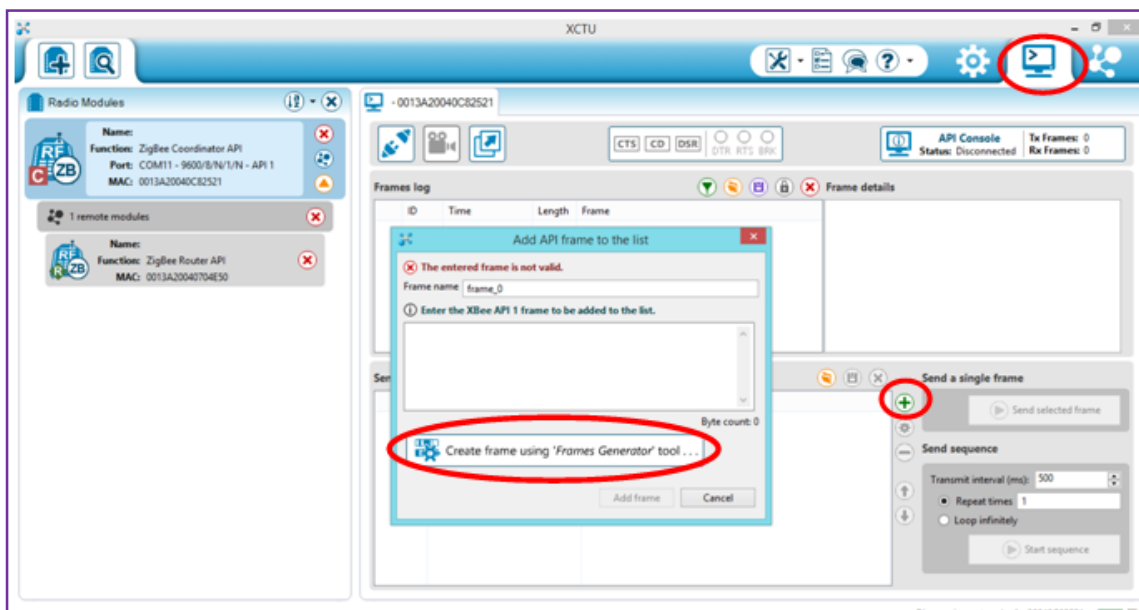 XCTU
Radio Modules
- 0013A20040C82521
Name:
Function: ZigBee Coordinator API
Port: COM11 - 9600/8/N/1/N - API 1
MAC: 0013A20040C82521
C RF ZB
1 remote modules
Name:
Function: ZigBee Router API
MAC: 0013A20040704E50
R RF ZB
CTS CD DSR DTR RTS BRK
API Console
Status: Disconnected
Tx Frames: 0
Rx Frames: 0
Frames log
Frame details
ID Time Length Frame
Add API frame to the list
The entered frame is not valid.
Frame name frame_0
Enter the XBee API 1 frame to be added to the list.
Byte count: 0
Create frame using 'Frames Generator' tool . . .
Add frame Cancel
Sen
Send a single frame
Send selected frame
Send sequence
Transmit interval (ms): 500
Repeat times 1
Loop infinitely
Start sequence